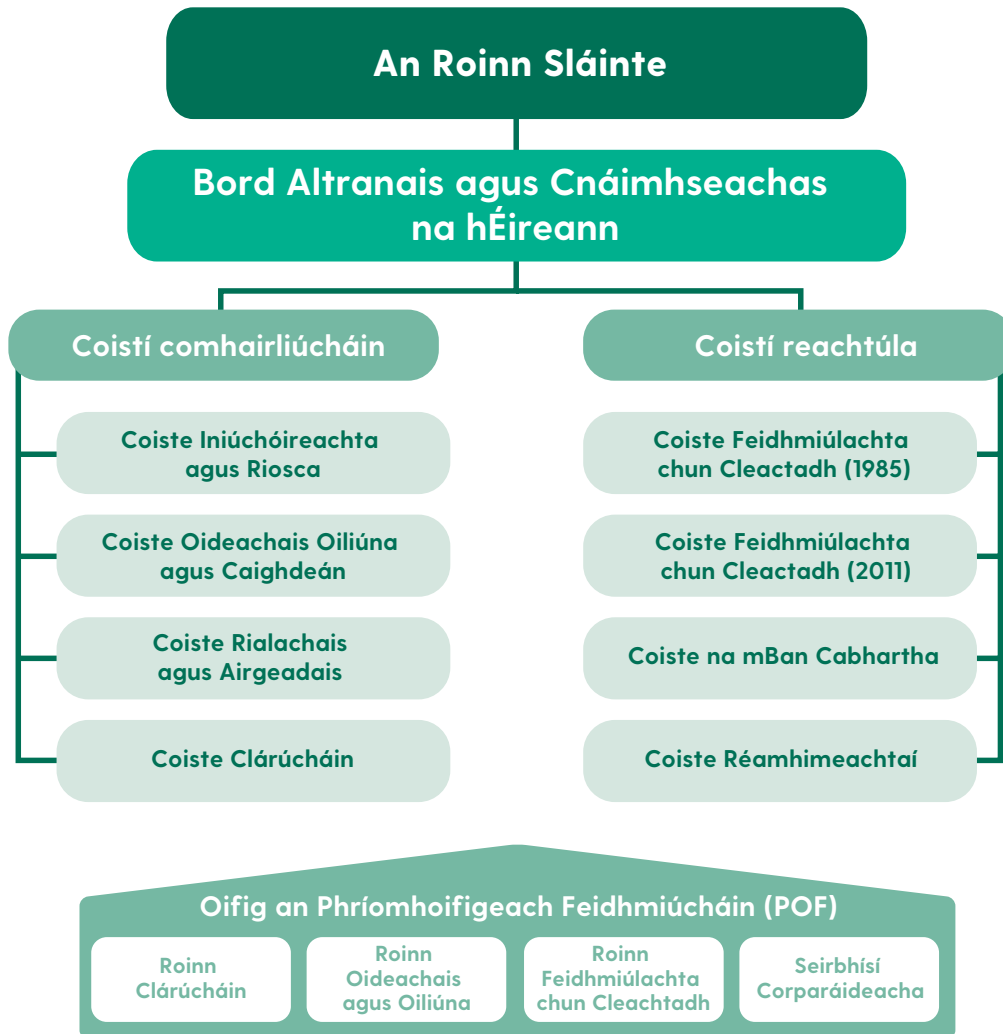 An Roinn Sláinte
Bord Altranais agus Cnáimhseachas
na hÉireann
Coistí comhairliúcháin
Coiste Iniúchóireachta
agus Riosca
Coiste Oideachais Oiliúna
agus Caighdeán
Coiste Rialachais
agus Airgeadais
Coiste Clárúcháin
Coistí reachtúla
Coiste Feidhmiúlachta
chun Cleactadh (1985)
Coiste Feidhmiúlachta
chun Cleactadh (2011)
Coiste na mBan Cabhartha
Coiste Réamhimeachtaí
Oifig an Phríomhoifigeach Feidhmiúcháin (POF)
Roinn
Clárúcháin
Roinn
Oideachais
agus Oiliúna
Roinn
Feidhmiúlachta
chun Cleachtadh
Seirbhísí
Corparáideacha